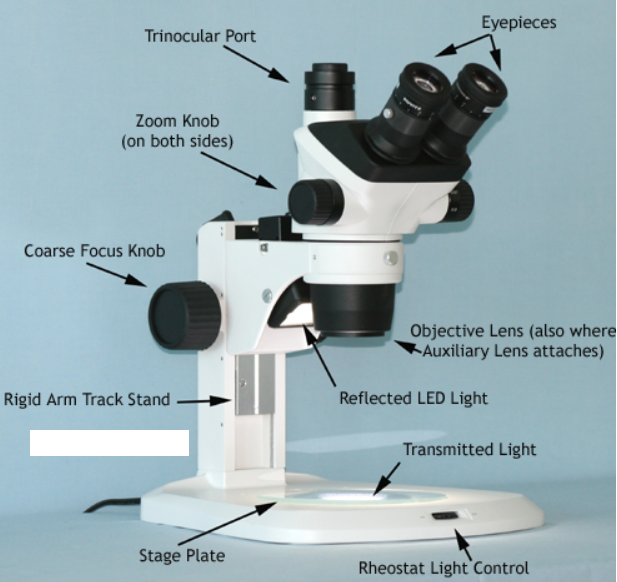 Eyepieces
Trinocular Port
Zoom Knob
(on both sides)
Coarse Focus Knob
Objective Lens (also where
Auxiliary Lens attaches)
Rigid Arm Track Stand
Reflected LED Light
Transmitted Light
Stage Plate
Rheostat Light Control